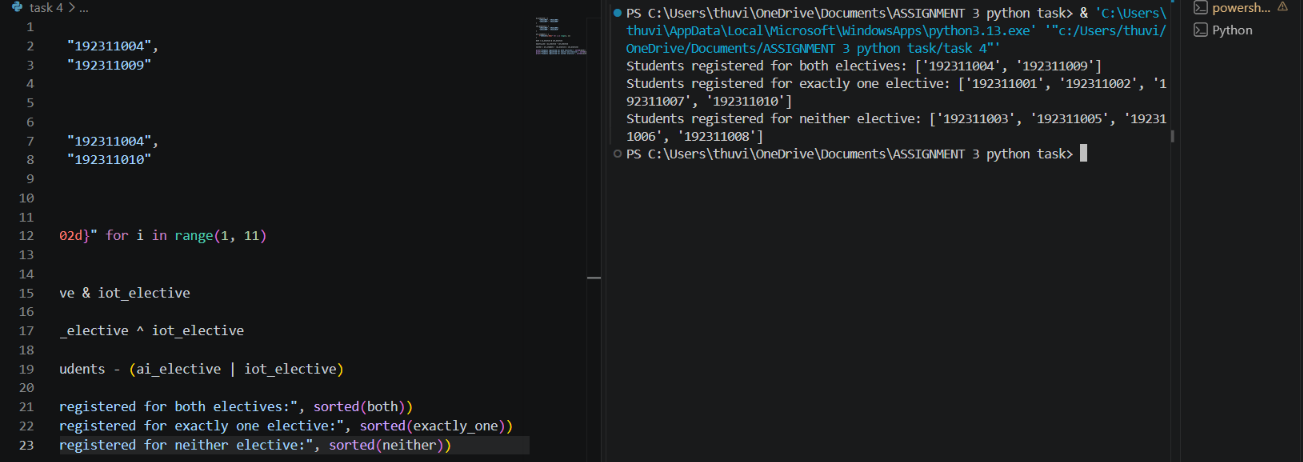 task 4 > ...
1
2 "192311004",
3 "192311009"
4
5
6
7 "192311004",
8 "192311010"
9
10
11
12 02d}" for i in range(1, 11)
13
14
15 ve & iot_elective
16
17 _elective ^ iot_elective
18
19 udents - (ai_elective | iot_elective)
20
21 registered for both electives:", sorted(both))
22 registered for exactly one elective:", sorted(exactly_one))
23 registered for neither elective:", sorted(neither))
PS C:\Users\thuvi\OneDrive\Documents\ASSIGNMENT 3 python task> & 'C:\Users\
thuvi\AppData\Local\Microsoft\WindowsApps\python3.13.exe' '"c:/Users/thuvi/
OneDrive/Documents/ASSIGNMENT 3 python task/task 4"'
Students registered for both electives: ['192311004', '192311009']
Students registered for exactly one elective: ['192311001', '192311002', '1
92311007', '192311010']
Students registered for neither elective: ['192311003', '192311005', '19231
1006', '192311008']
PS C:\Users\thuvi\OneDrive\Documents\ASSIGNMENT 3 python task>
powersh...
Python